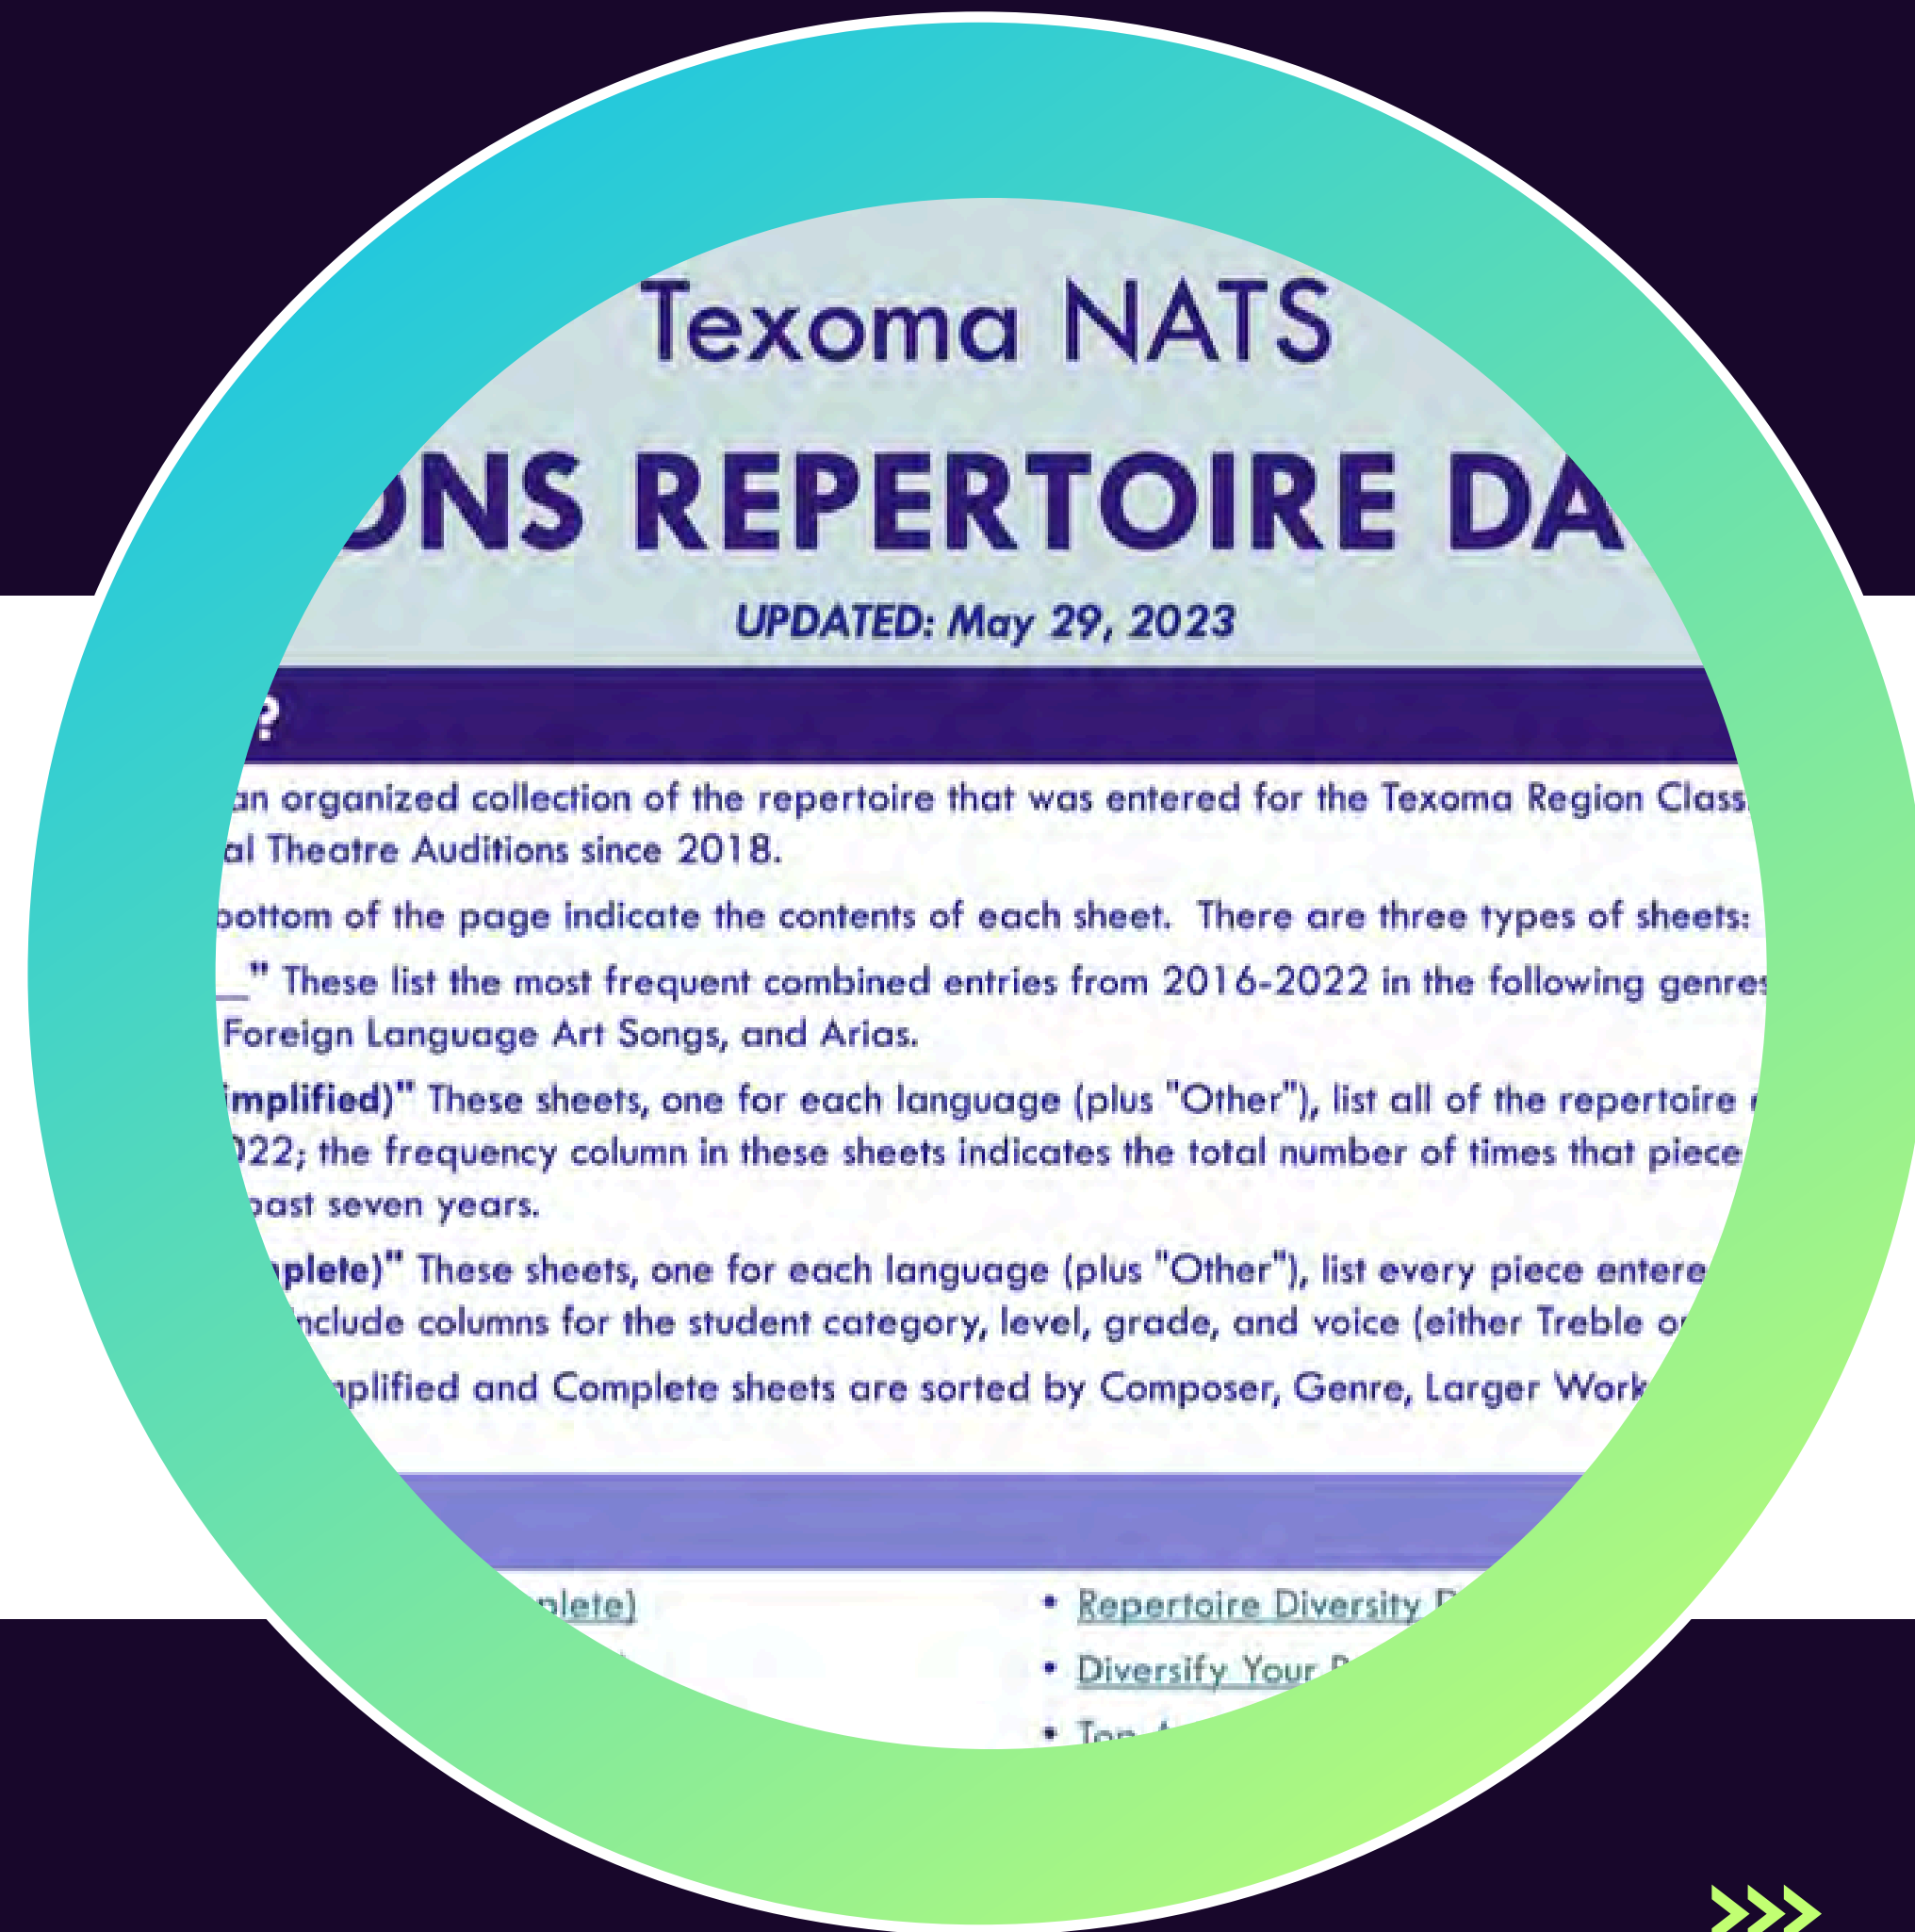 Texoma NATS
ONS REPERTOIRE DA
UPDATED: May 29, 2023
?
an organized collection of the repertoire that was entered for the Texoma Region Class
al Theatre Auditions since 2018.
bottom of the page indicate the contents of each sheet. There are three types of sheets:
_" These list the most frequent combined entries from 2016-2022 in the following genres
Foreign Language Art Songs, and Arias.
implified)" These sheets, one for each language (plus "Other"), list all of the repertoire
022; the frequency column in these sheets indicates the total number of times that piece
past seven years.
plete)" These sheets, one for each language (plus "Other"), list every piece entere
nclude columns for the student category, level, grade, and voice (either Treble or
plified and Complete sheets are sorted by Composer, Genre, Larger Work
plete)
• Repertoire Diversity
• Diversify Your
• Top